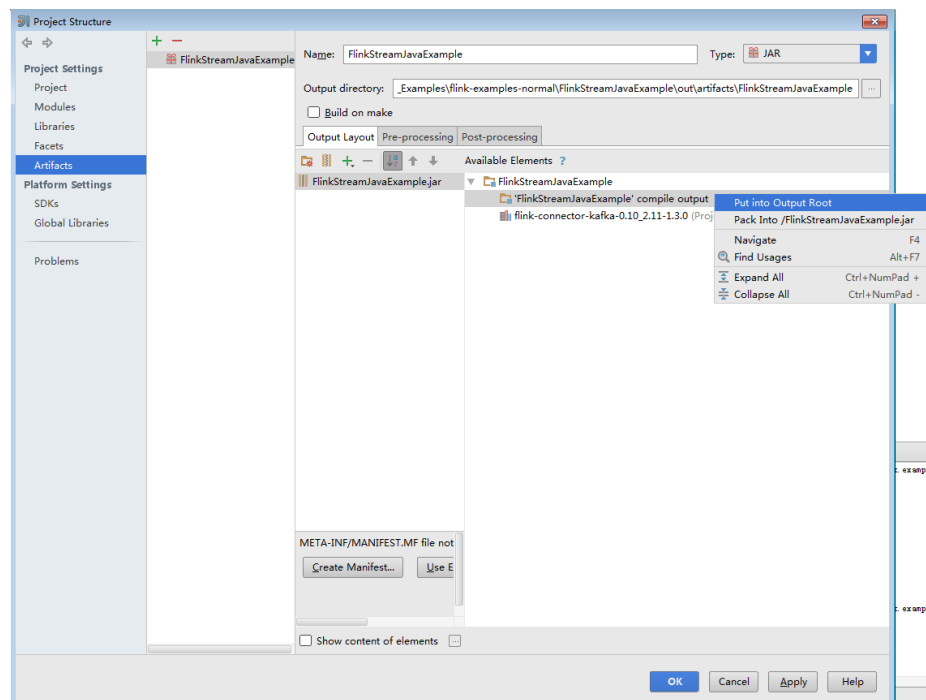 Project Structure
Project Settings
Project
Modules
Libraries
Facets
Artifacts
Platform Settings
SDKs
Global Libraries
Problems
FlinkStreamJavaExample
Name: FlinkStreamJavaExample
Type: JAR
Output directory: _Examples\flink-examples-normal\FlinkStreamJavaExample\out\artifacts\FlinkStreamJavaExample ...
Build on make
Output Layout Pre-processing Post-processing
Available Elements ?
FlinkStreamJavaExample.jar
FlinkStreamJavaExample
'FlinkStreamJavaExample' compile output
flink-connector-kafka-0.10_2.11-1.3.0 (Proj
Put into Output Root
Pack Into /FlinkStreamJavaExample.jar
Navigate F4
Find Usages Alt+F7
Expand All Ctrl+NumPad +
Collapse All Ctrl+NumPad -
META-INF/MANIFEST.MF file not
Create Manifest... Use E
Show content of elements ...
OK Cancel Apply Help
. examp
. examp